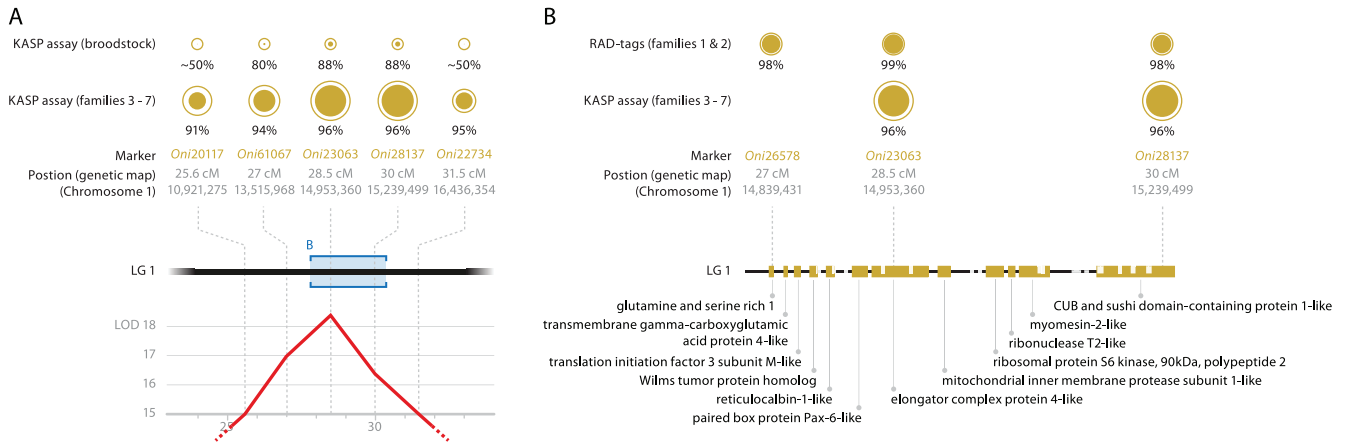 A
KASP assay (broodstock)
~50% 80% 88% 88% ~50%
KASP assay (families 3 - 7)
91% 94% 96% 96% 95%
Marker Oni20117 Oni61067 Oni23063 Oni28137 Oni22734
Postion (genetic map) 25.6 cM 27 cM 28.5 cM 30 cM 31.5 cM
(Chromosome 1) 10,921,275 13,515,968 14,953,360 15,239,499 16,436,354
B
LG 1
LOD 18
17
16
15
25 30
B
RAD-tags (families 1 & 2)
98% 99% 98%
KASP assay (families 3 - 7)
96% 96%
Marker Oni26578 Oni23063 Oni28137
Postion (genetic map) 27 cM 28.5 cM 30 cM
(Chromosome 1) 14,839,431 14,953,360 15,239,499
LG 1
glutamine and serine rich 1
transmembrane gamma-carboxyglutamic
acid protein 4-like
translation initiation factor 3 subunit M-like
Wilms tumor protein homolog
reticulocalbin-1-like
paired box protein Pax-6-like
CUB and sushi domain-containing protein 1-like
myomesin-2-like
ribonuclease T2-like
ribosomal protein S6 kinase, 90kDa, polypeptide 2
mitochondrial inner membrane protease subunit 1-like
elongator complex protein 4-like